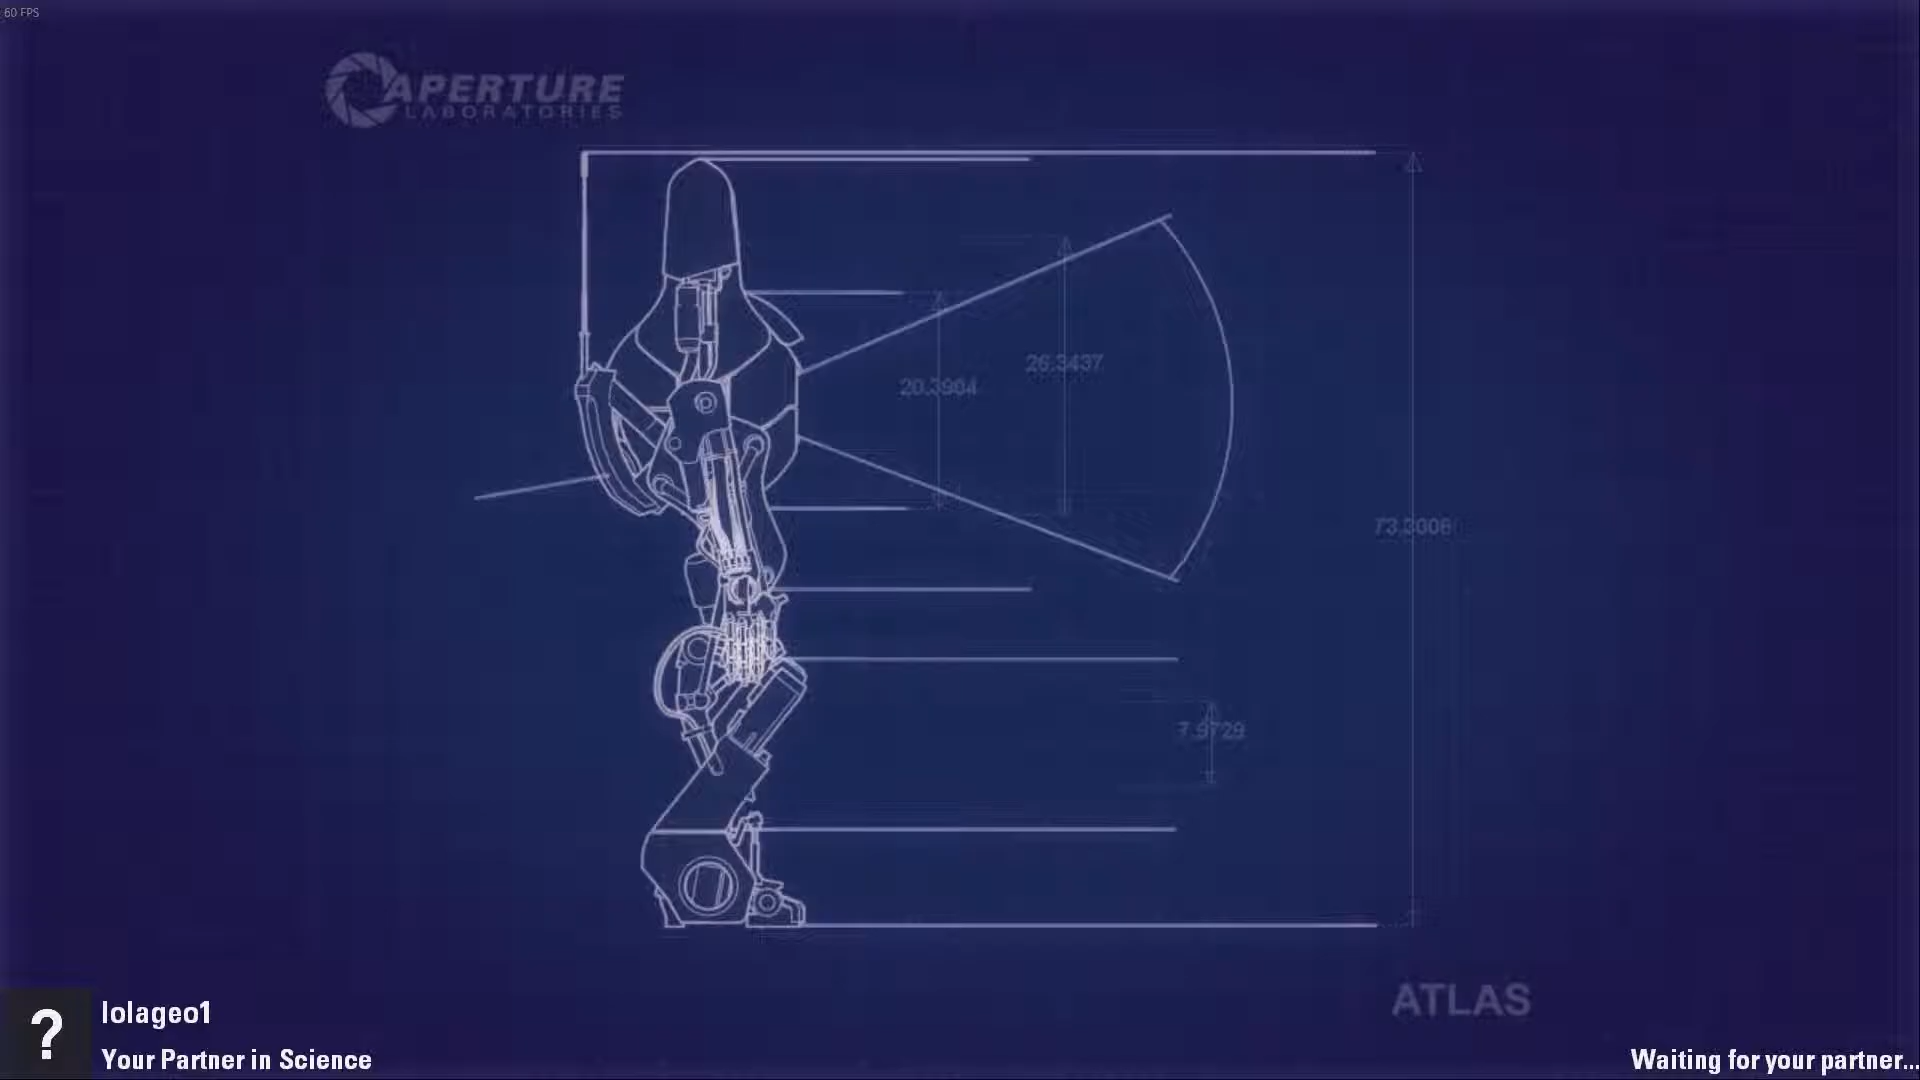 60 FPS
APERTURE
LABORATORIES
26.3437
20.3904
73.3006
7.9729
ATLAS
lolageo1
?
Your Partner in Science
Waiting for your partner...